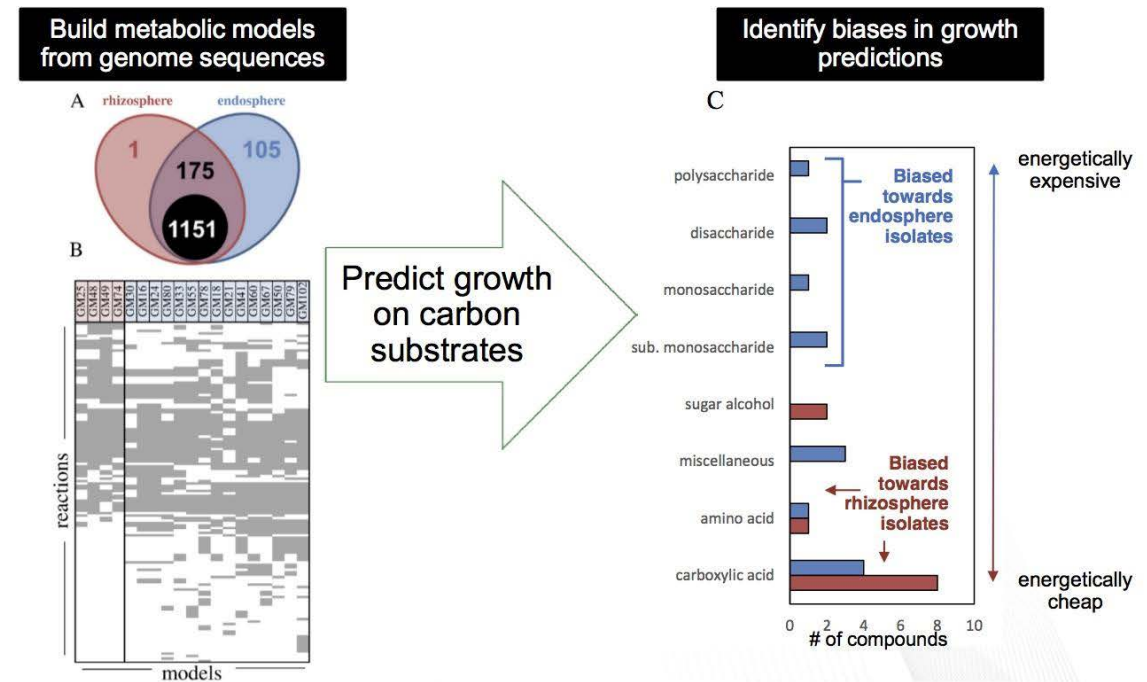 Build metabolic models
from genome sequences
A
rhizosphere
endosphere
1
175
105
1151
B
GM25
GM48
GM49
GM74
GM30
GM16
GM24
GM80
GM33
GM55
GM78
GM18
GM21
GM41
GM60
GM67
GM50
GM79
GM102
reactions
models
Predict growth
on carbon
substrates
Identify biases in growth
predictions
C
polysaccharide
disaccharide
monosaccharide
sub. monosaccharide
sugar alcohol
miscellaneous
amino acid
carboxylic acid
Biased
towards
endosphere
isolates
Biased
towards
rhizosphere
isolates
0 2 4 6 8 10
# of compounds
energetically
expensive
energetically
cheap